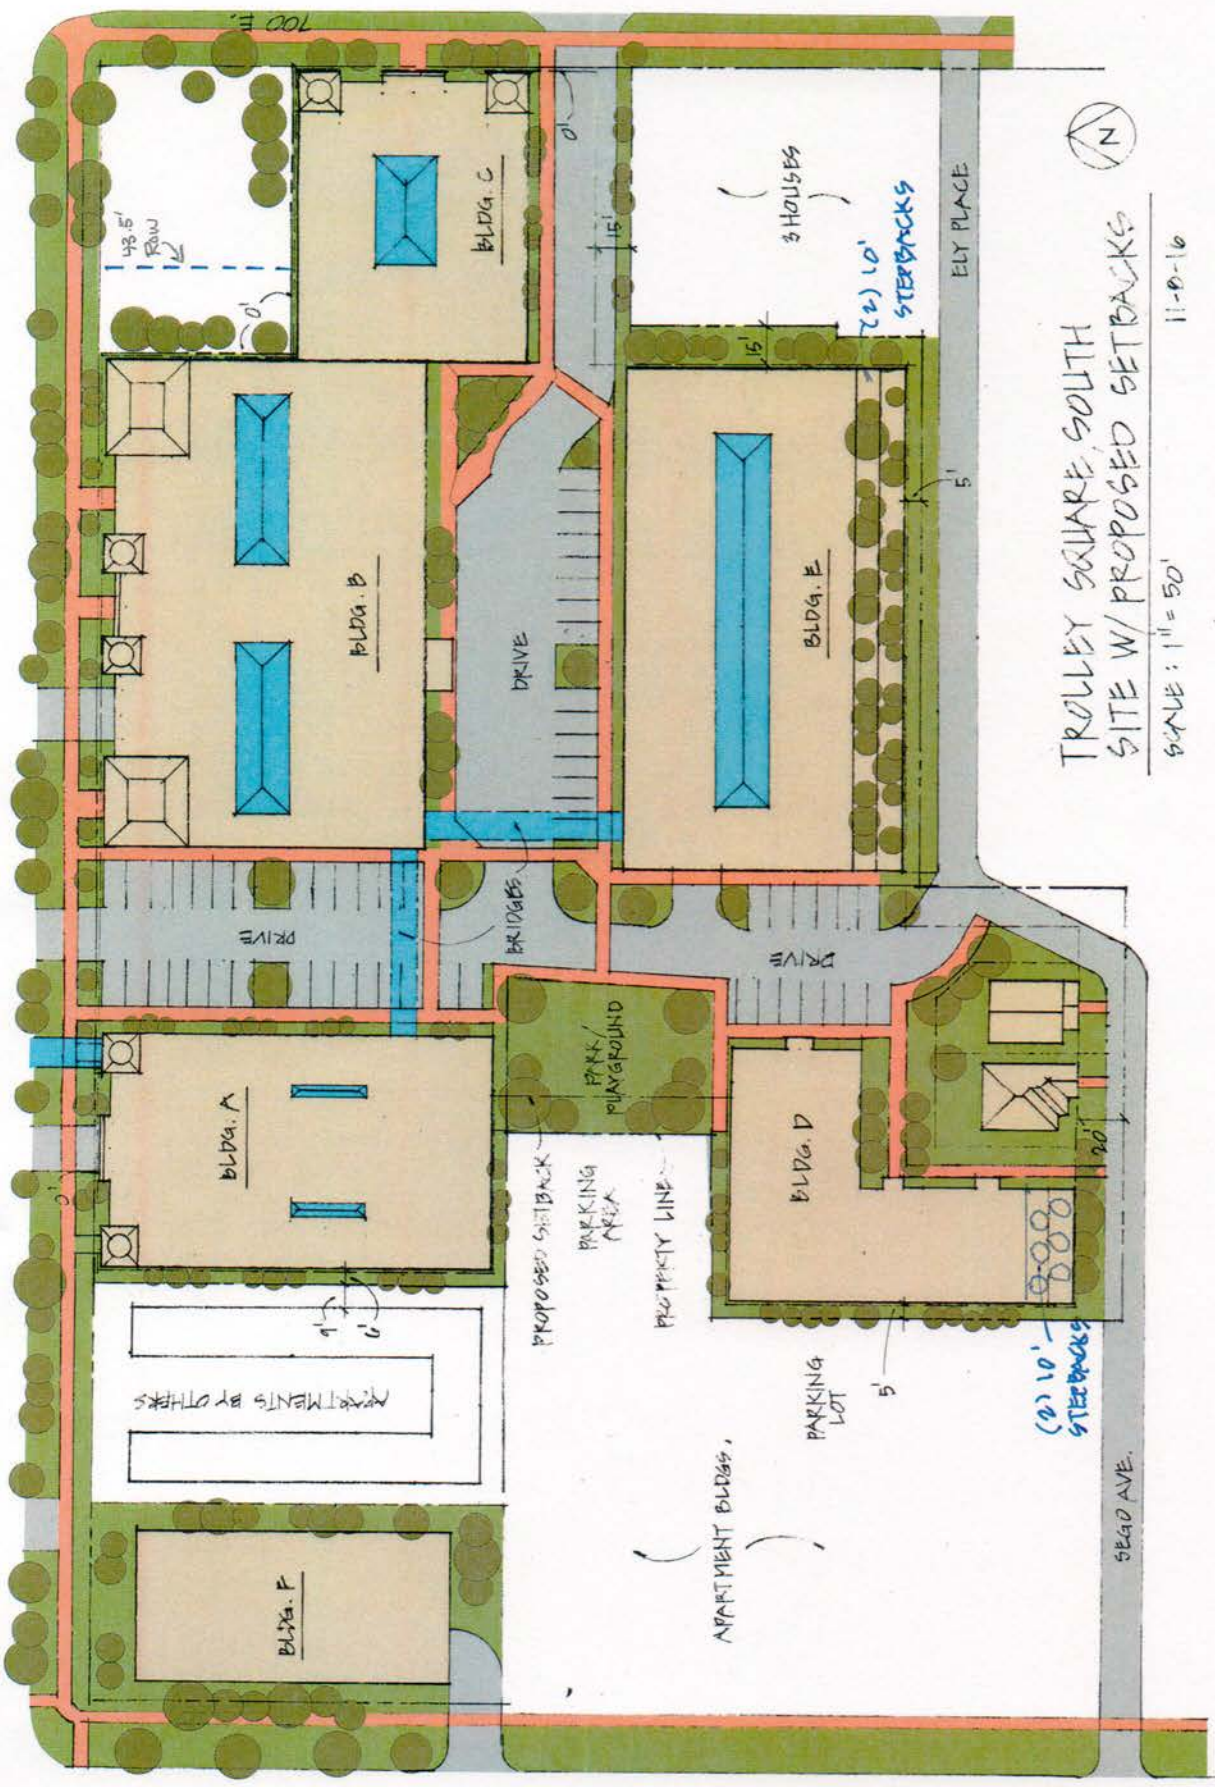 700 E.
43.5'
ROW
0'
BLDG. C
0'
15'
3 HOUSES
(2) 10'
STEPBACKS
ELY PLACE
N
BLDG. B
DRIVE
15'
BLDG. E
5'
TROLLEY SQUARE SOUTH
SITE W/ PROPOSED SETBACKS
SCALE: 1" = 50'
11-8-16
DRIVE
BRIDGES
DRIVE
BLDG. A
0'
PARK/
PLAYGROUND
BLDG. D
20'
9'
6'
PROPOSED SETBACK
PARKING
AREA
PROPERTY LINE
APARTMENTS BY OTHERS
PARKING
LOT
5'
(2) 10'
STEPBACKS
BLDG. F
APARTMENT BLDGS.
SEGO AVE.